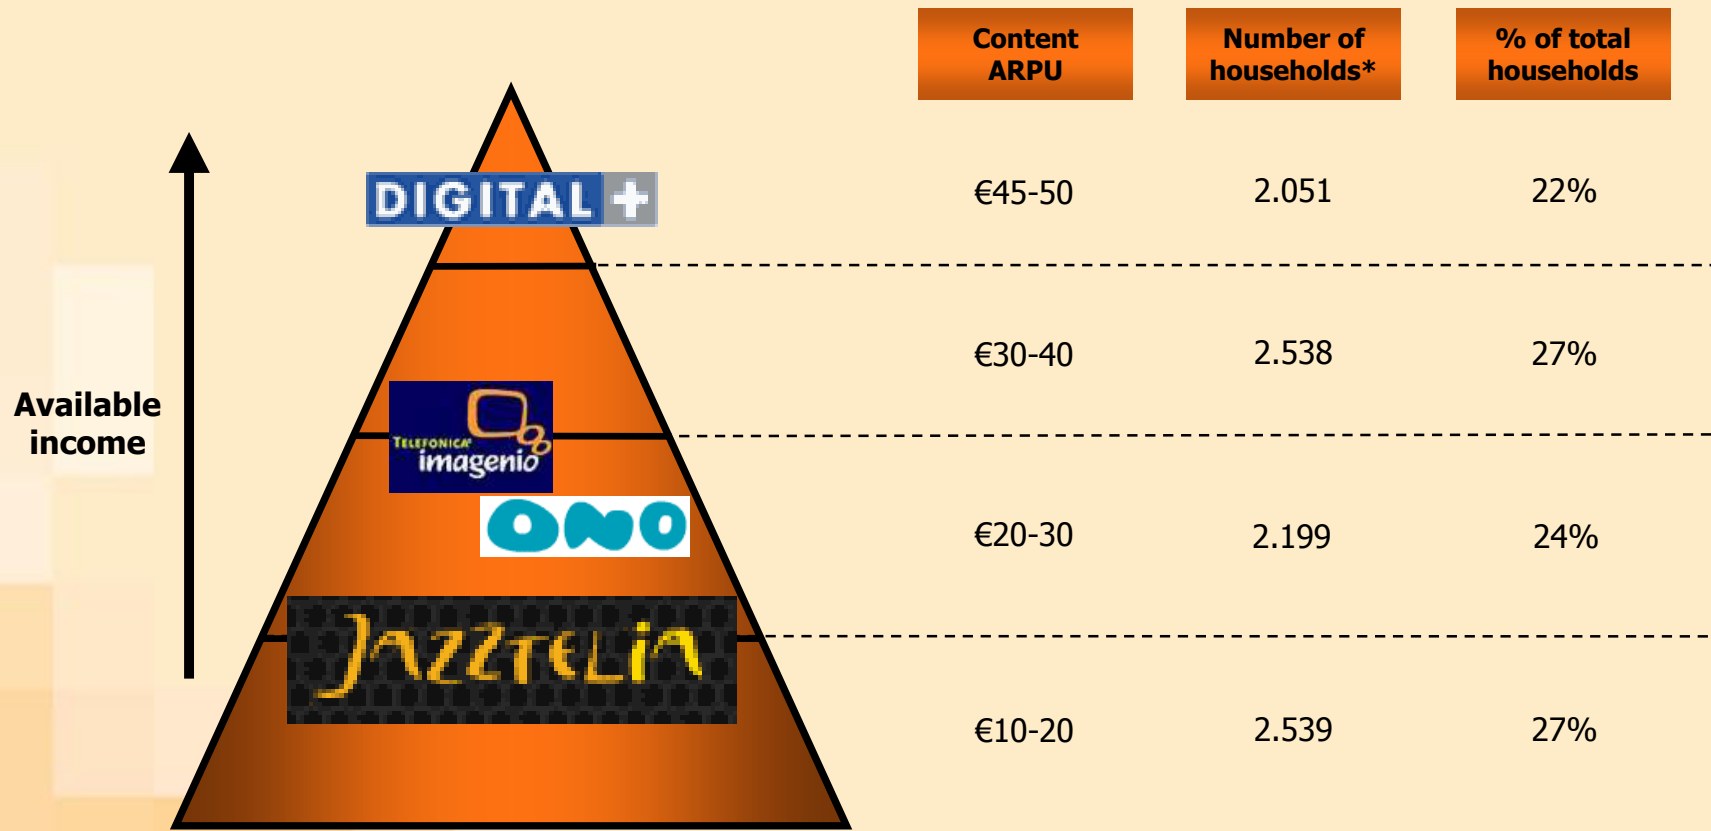 Content
ARPU
Number of
households*
% of total
households
DIGITAL +
€45-50
2.051
22%
€30-40
2.538
27%
Available
income
TELEFONICA
imagenio
ONO
€20-30
2.199
24%
JAZZTELia
€10-20
2.539
27%